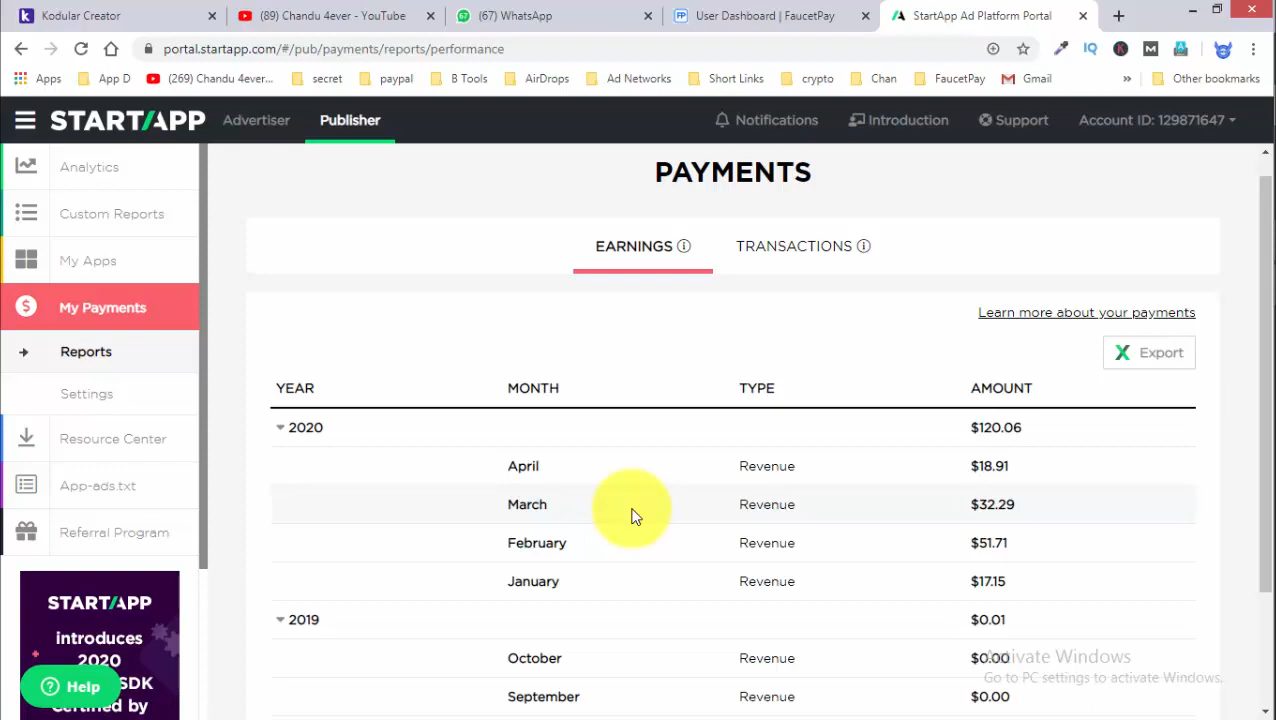 Kodular Creator
(89) Chandu 4ever - YouTube
(67) WhatsApp
User Dashboard | FaucetPay
StartApp Ad Platform Portal
portal.startapp.com/#/pub/payments/reports/performance
Apps
App D
(269) Chandu 4ever...
secret
paypal
B Tools
AirDrops
Ad Networks
Short Links
crypto
Chan
FaucetPay
Gmail
»
Other bookmarks
STARTAPP
Advertiser
Publisher
Notifications
Introduction
Support
Account ID: 129871647
Analytics
Custom Reports
My Apps
My Payments
Reports
Settings
Resource Center
App-ads.txt
Referral Program
STARTAPP
introduces
2020
SDK
Certified by
Help
PAYMENTS
EARNINGS
TRANSACTIONS
Learn more about your payments
Export
YEAR MONTH TYPE AMOUNT
2020 $120.06
April Revenue $18.91
March Revenue $32.29
February Revenue $51.71
January Revenue $17.15
2019 $0.01
October Revenue $0.00
September Revenue $0.00
Activate Windows
Go to PC settings to activate Windows.